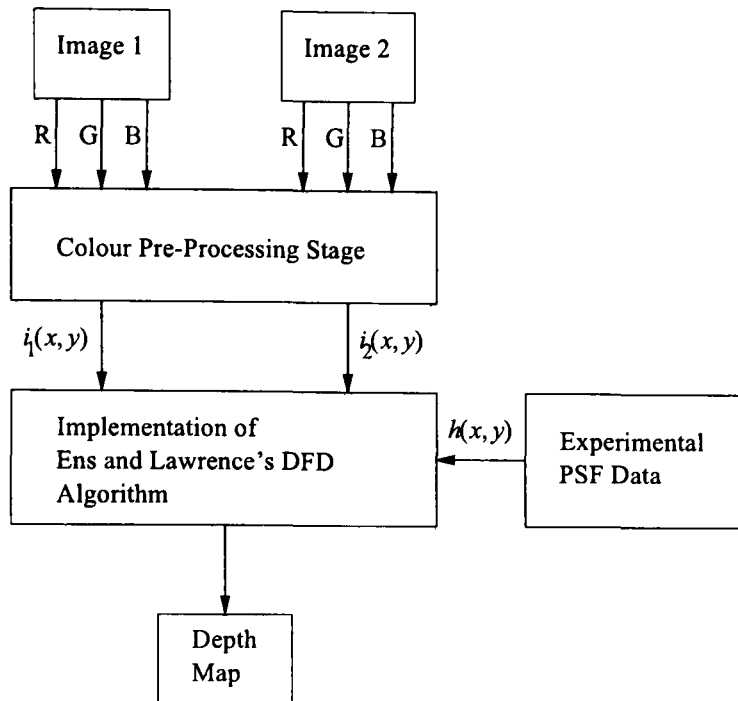 Image 1
Image 2
R G B
R G B
Colour Pre-Processing Stage
i₁(x, y)
i₂(x, y)
Implementation of
Ens and Lawrence's DFD
Algorithm
h(x, y)
Experimental
PSF Data
Depth
Map